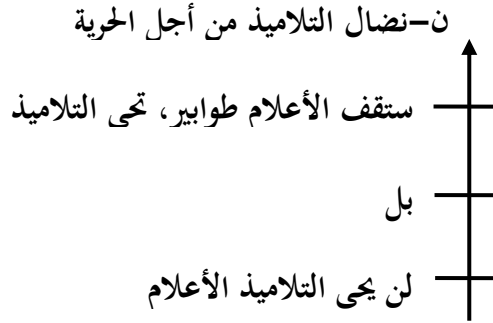 ن–نضال التلاميذ من أجل الحرية
ستقف الأعلام طوابير، تحي التلاميذ
بل
لن يحي التلاميذ الأعلام